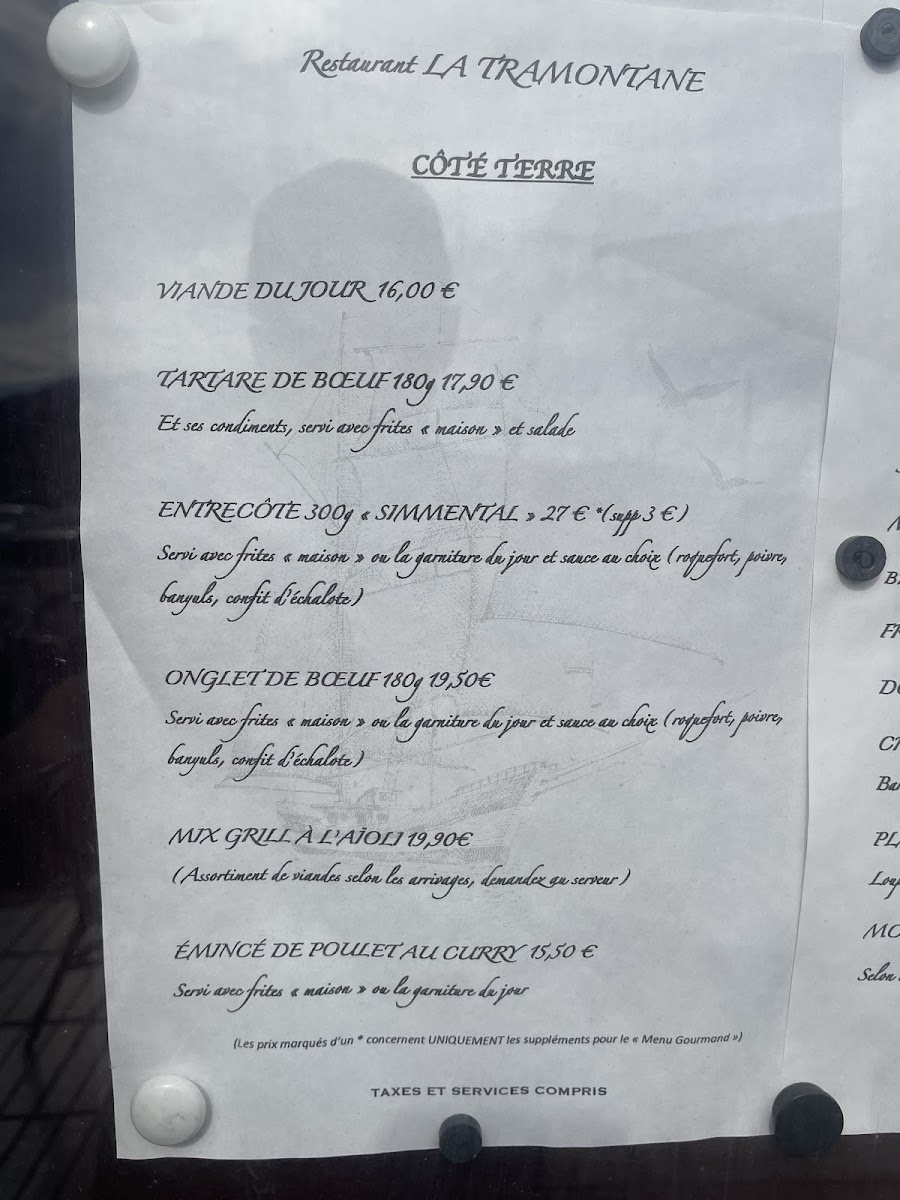 Restaurant LA TRAMONTANE
CÔTÉ TERRE
VIANDE DU JOUR 16,00 €
TARTARE DE BŒUF 180g 17,90 €
Et ses condiments, servi avec frites « maison » et salade
ENTRECÔTE 300g « SIMMENTAL » 27 € *(supp 3 €)
Servi avec frites « maison » ou la garniture du jour et sauce au choix (roquefort, poivre,
banyuls, confit d'échalote)
ONGLET DE BŒUF 180g 19,50€
Servi avec frites « maison » ou la garniture du jour et sauce au choix (roquefort, poivre,
banyuls, confit d'échalote)
MIX GRILL À L'AÏOLI 19,90€
(Assortiment de viandes selon les arrivages, demandez au serveur)
ÉMINCÉ DE POULET AU CURRY 15,50 €
Servi avec frites « maison » ou la garniture du jour
(Les prix marqués d'un * concernent UNIQUEMENT les suppléments pour le « Menu Gourmand »)
TAXES ET SERVICES COMPRIS
Selon